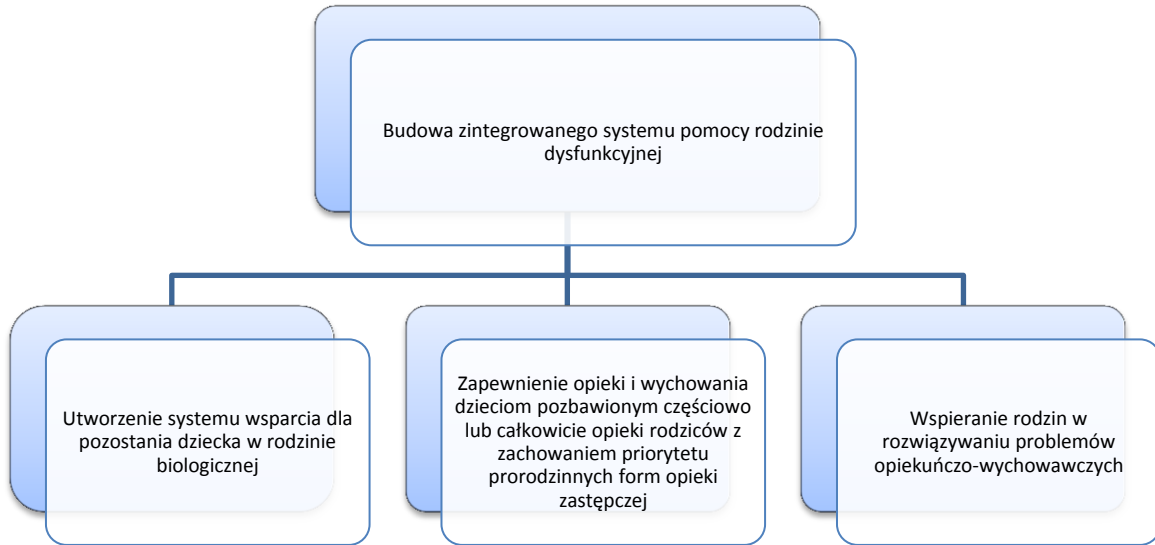 Budowa zintegrowanego systemu pomocy rodzinie
dysfunkcyjnej
Utworzenie systemu wsparcia dla
pozostania dziecka w rodzinie
biologicznej
Zapewnienie opieki i wychowania
dzieciom pozbawionym częściowo
lub całkowicie opieki rodziców z
zachowaniem priorytetu
prorodzinnych form opieki
zastępczej
Wspieranie rodzin w
rozwiązywaniu problemów
opiekuńczo-wychowawczych